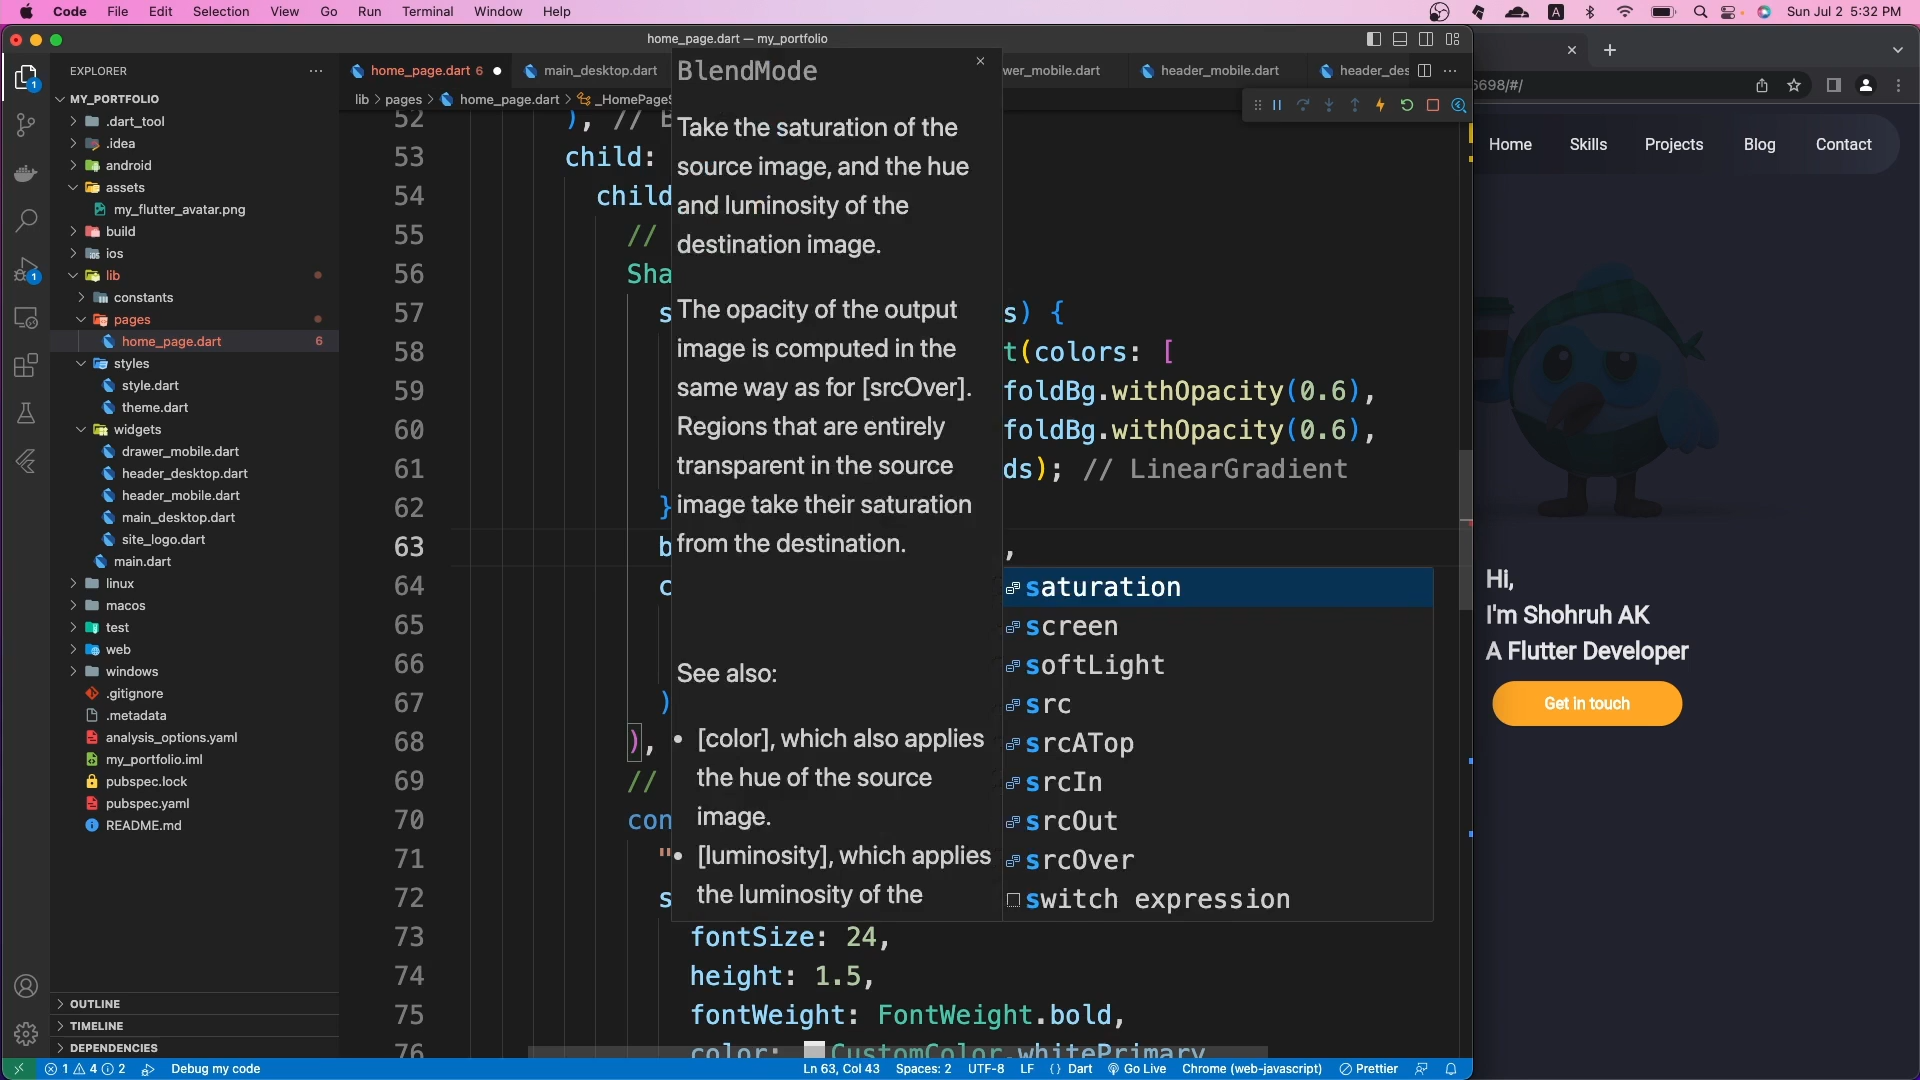 Code File Edit Selection View Go Run Terminal Window Help
A
Sun Jul 2 5:32 PM
home_page.dart — my_portfolio
EXPLORER
MY_PORTFOLIO
.dart_tool
.idea
android
assets
my_flutter_avatar.png
build
ios
lib
constants
pages
home_page.dart 6
styles
style.dart
theme.dart
widgets
drawer_mobile.dart
header_desktop.dart
header_mobile.dart
main_desktop.dart
site_logo.dart
main.dart
linux
macos
test
web
windows
.gitignore
.metadata
analysis_options.yaml
my_portfolio.iml
pubspec.lock
pubspec.yaml
README.md
OUTLINE
TIMELINE
DEPENDENCIES
1
1
home_page.dart 6
main_desktop.dart
wer_mobile.dart
header_mobile.dart
header_des
lib > pages > home_page.dart > _HomePageS
52 ), //
53 child:
54 child
55 //
56 Sha
57 s s) {
58 t(colors: [
59 foldBg.withOpacity(0.6),
60 foldBg.withOpacity(0.6),
61 ds); // LinearGradient
62 }
63 b ,
64 c
65
66
67 )
68 ),
69 //
70 con
71 "
72 s
73 fontSize: 24,
74 height: 1.5,
75 fontWeight: FontWeight.bold,
76 color: CustomColor.whitePrimary
BlendMode
Take the saturation of the
source image, and the hue
and luminosity of the
destination image.
The opacity of the output
image is computed in the
same way as for [srcOver].
Regions that are entirely
transparent in the source
image take their saturation
from the destination.
See also:
• [color], which also applies
the hue of the source
image.
• [luminosity], which applies
the luminosity of the
saturation
screen
softLight
src
srcATop
srcIn
srcOut
srcOver
switch expression
1 4 2 Debug my code
Ln 63, Col 43 Spaces: 2 UTF-8 LF {} Dart Go Live Chrome (web-javascript) Prettier
6698/#/
Home Skills Projects Blog Contact
Hi,
I'm Shohruh AK
A Flutter Developer
Get in touch